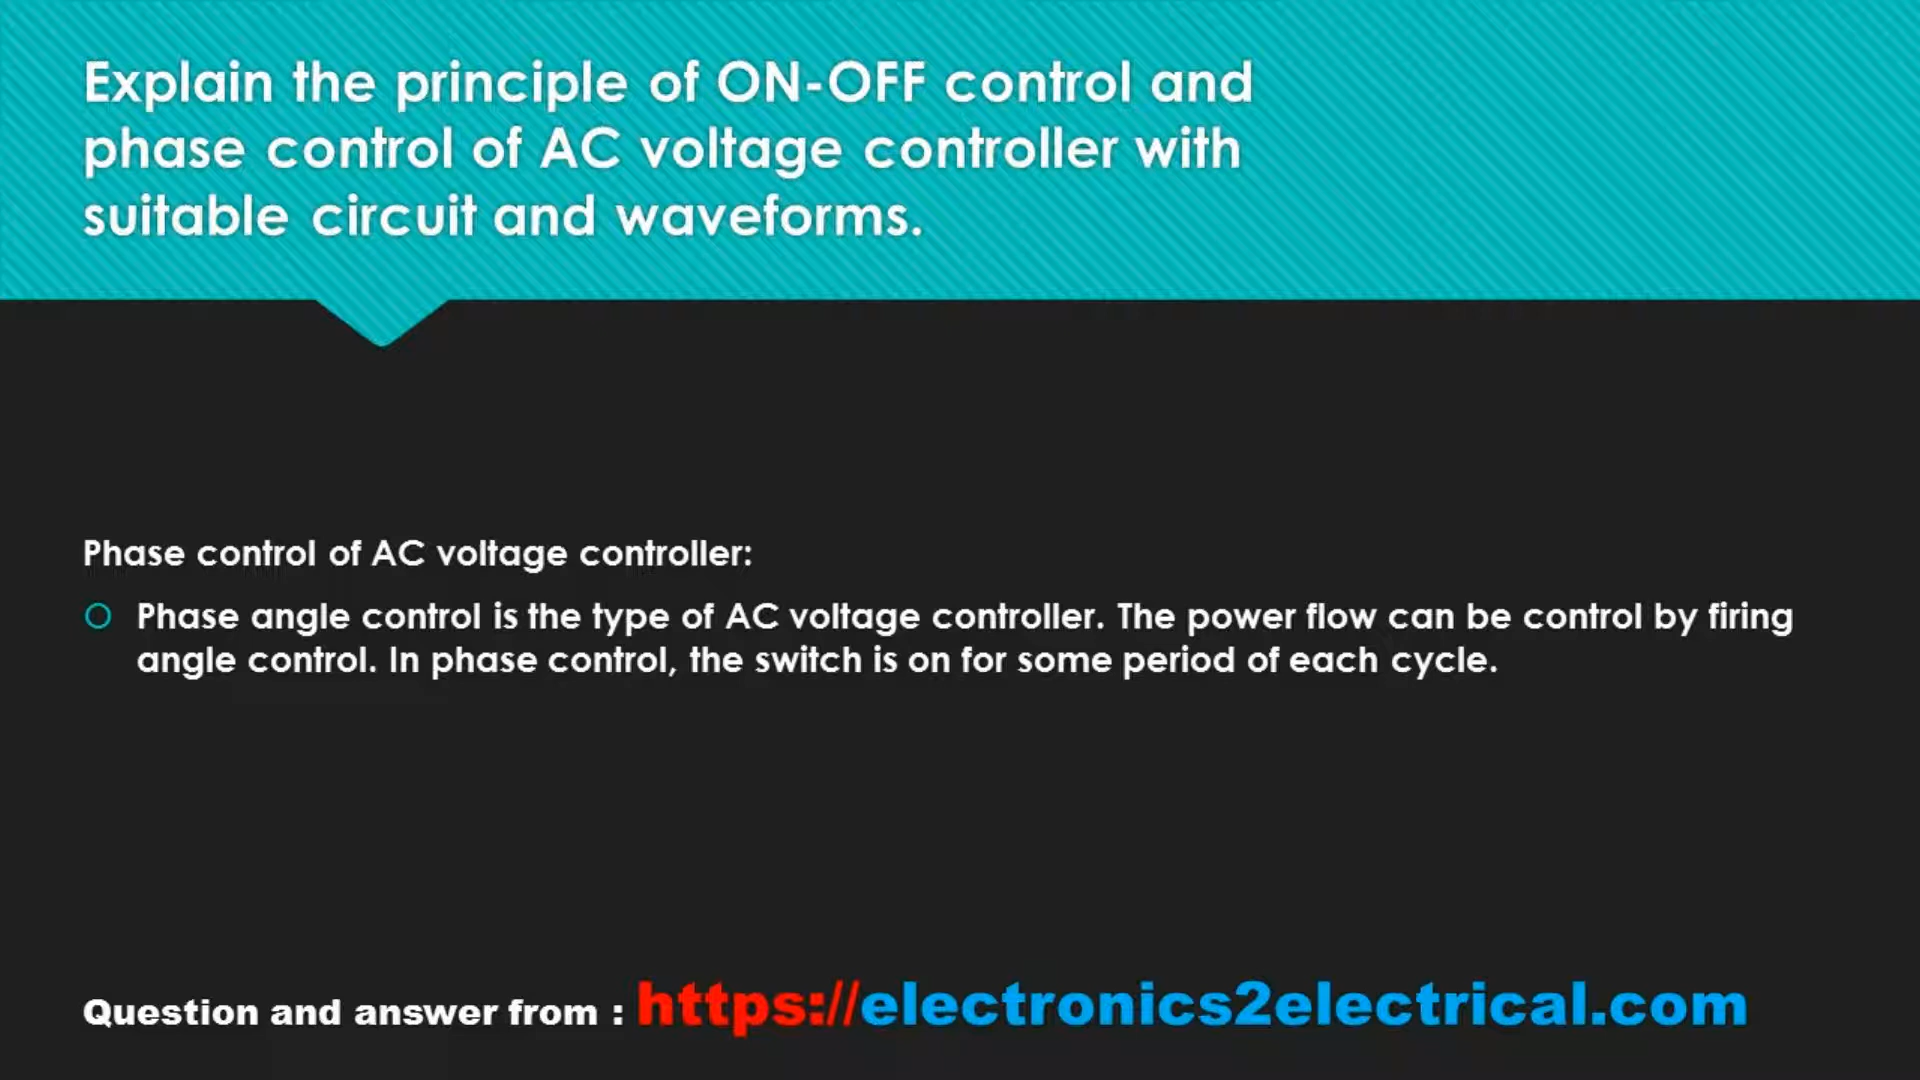 Explain the principle of ON-OFF control and
phase control of AC voltage controller with
suitable circuit and waveforms.
Phase control of AC voltage controller:
Phase angle control is the type of AC voltage controller. The power flow can be control by firing
angle control. In phase control, the switch is on for some period of each cycle.
Question and answer from : https://electronics2electrical.com